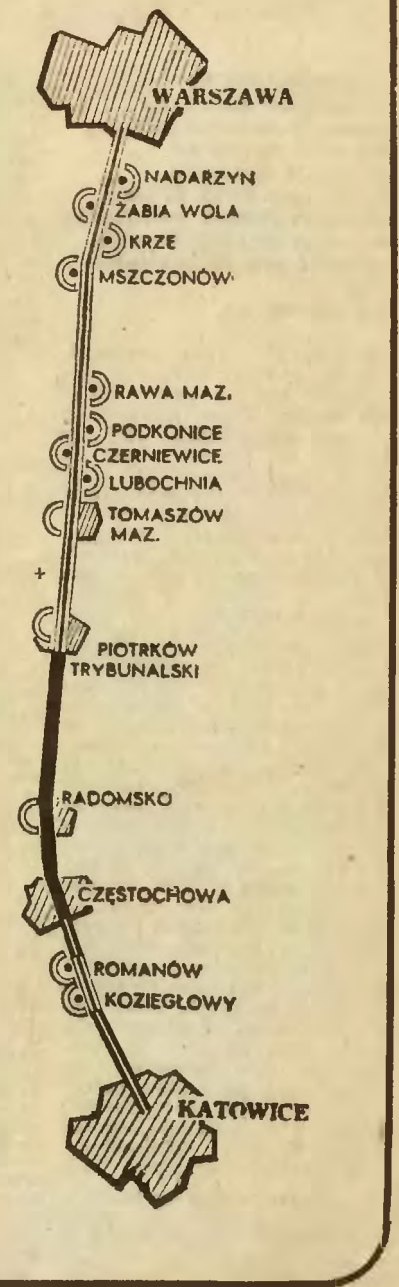 WARSZAWA
NADARZYN
ŻABIA WOLA
KRZE
MSZCZONÓW
RAWA MAZ.
PODKONICE
CZERNIEWICE
LUBOCHNIA
TOMASZÓW
MAZ.
PIOTRKÓW
TRYBUNALSKI
RADOMSKO
CZĘSTOCHOWA
ROMANÓW
KOZIEGŁOWY
KATOWICE